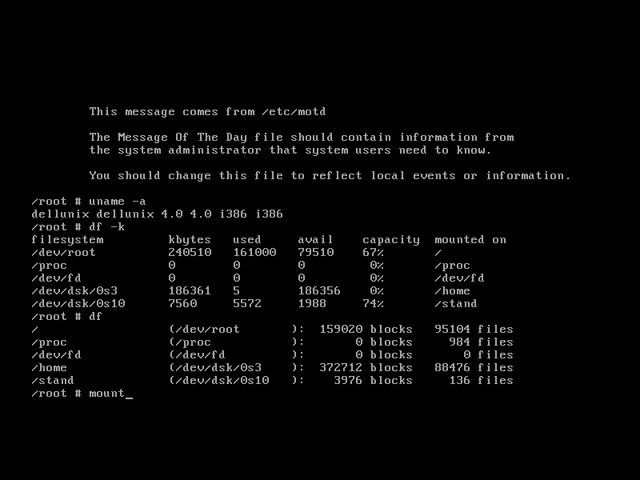 This message comes from /etc/motd
The Message Of The Day file should contain information from
the system administrator that system users need to know.
You should change this file to reflect local events or information.
/root # uname -a
dellunix dellunix 4.0 4.0 i386 i386
/root # df -k
filesystem kbytes used avail capacity mounted on
/dev/root 240510 161000 79510 67% /
/proc 0 0 0 0% /proc
/dev/fd 0 0 0 0% /dev/fd
/dev/dsk/0s3 186361 5 186356 0% /home
/dev/dsk/0s10 7560 5572 1988 74% /stand
/root # df
/ (/dev/root ): 159020 blocks 95104 files
/proc (/proc ): 0 blocks 984 files
/dev/fd (/dev/fd ): 0 blocks 0 files
/home (/dev/dsk/0s3 ): 372712 blocks 88476 files
/stand (/dev/dsk/0s10 ): 3976 blocks 136 files
/root # mount_